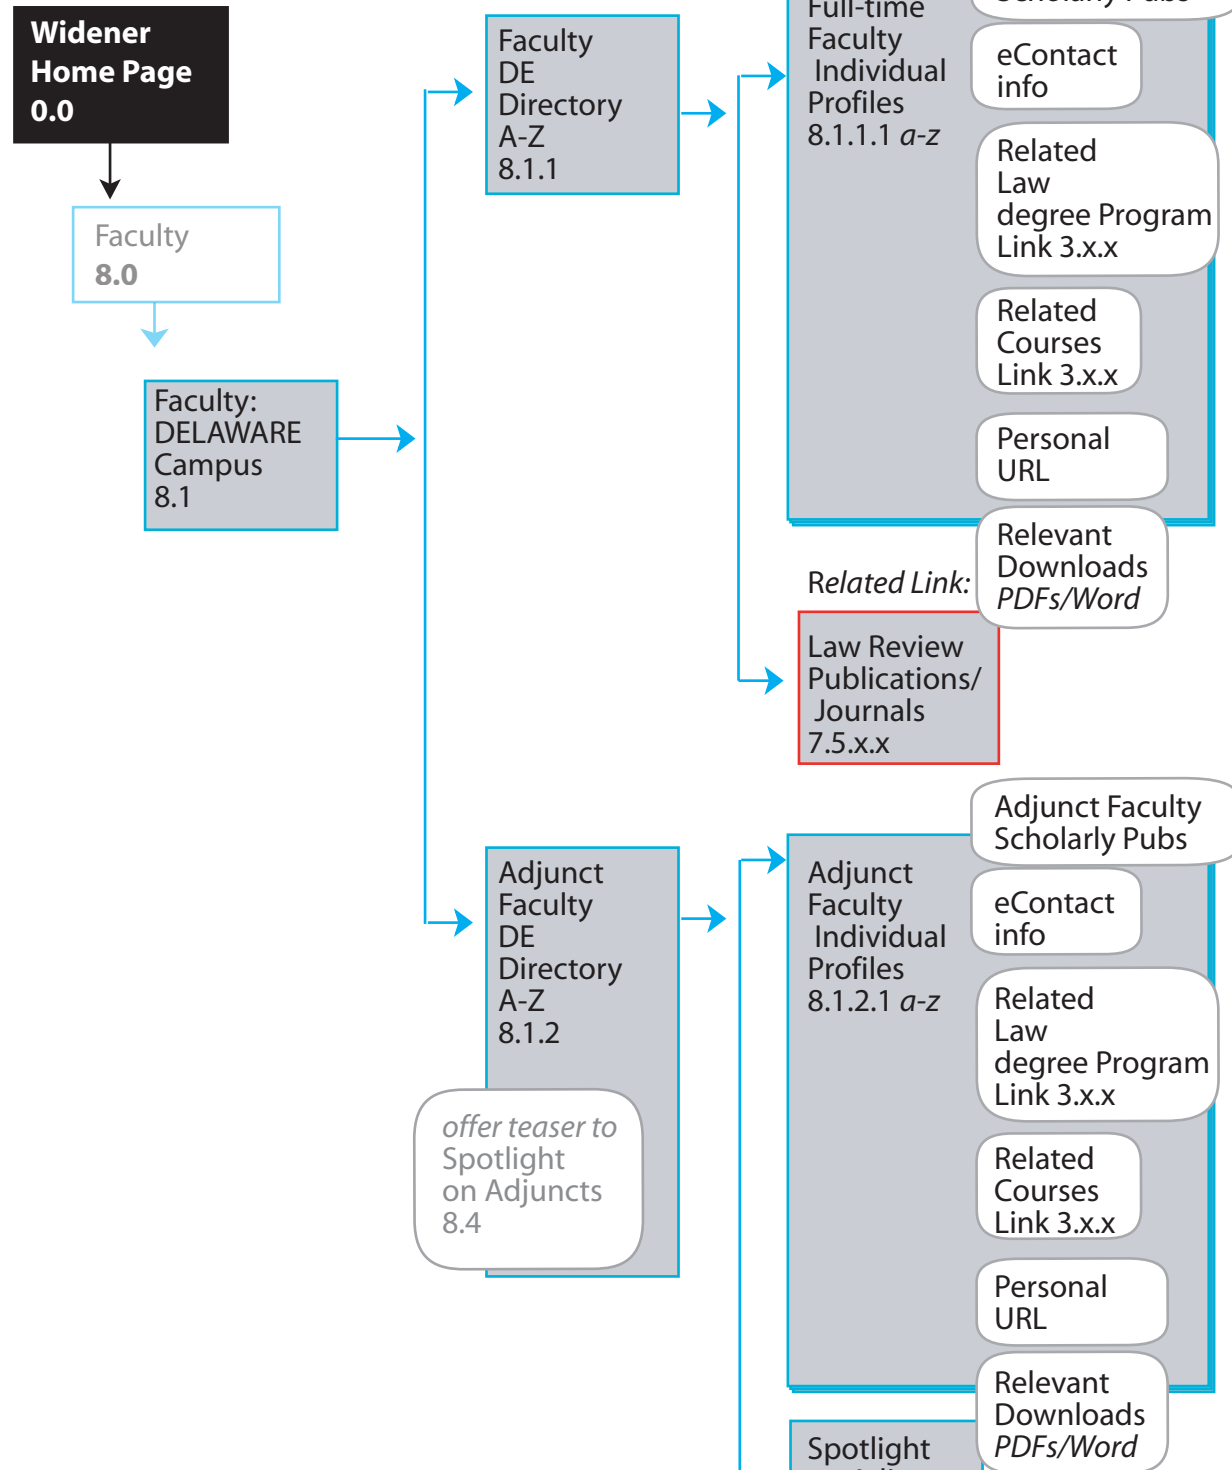 Widener
Home Page
0.0
Faculty
8.0
Faculty:
DELAWARE
Campus
8.1
Faculty
DE
Directory
A-Z
8.1.1
Full-time
Faculty
Individual
Profiles
8.1.1.1 a-z
Scholarly Pubs
eContact
info
Related
Law
degree Program
Link 3.x.x
Related
Courses
Link 3.x.x
Personal
URL
Relevant
Downloads
PDFs/Word
Related Link:
Law Review
Publications/
Journals
7.5.x.x
Adjunct
Faculty
DE
Directory
A-Z
8.1.2
offer teaser to
Spotlight
on Adjuncts
8.4
Adjunct
Faculty
Individual
Profiles
8.1.2.1 a-z
Adjunct Faculty
Scholarly Pubs
eContact
info
Related
Law
degree Program
Link 3.x.x
Related
Courses
Link 3.x.x
Personal
URL
Relevant
Downloads
PDFs/Word
Spotlight